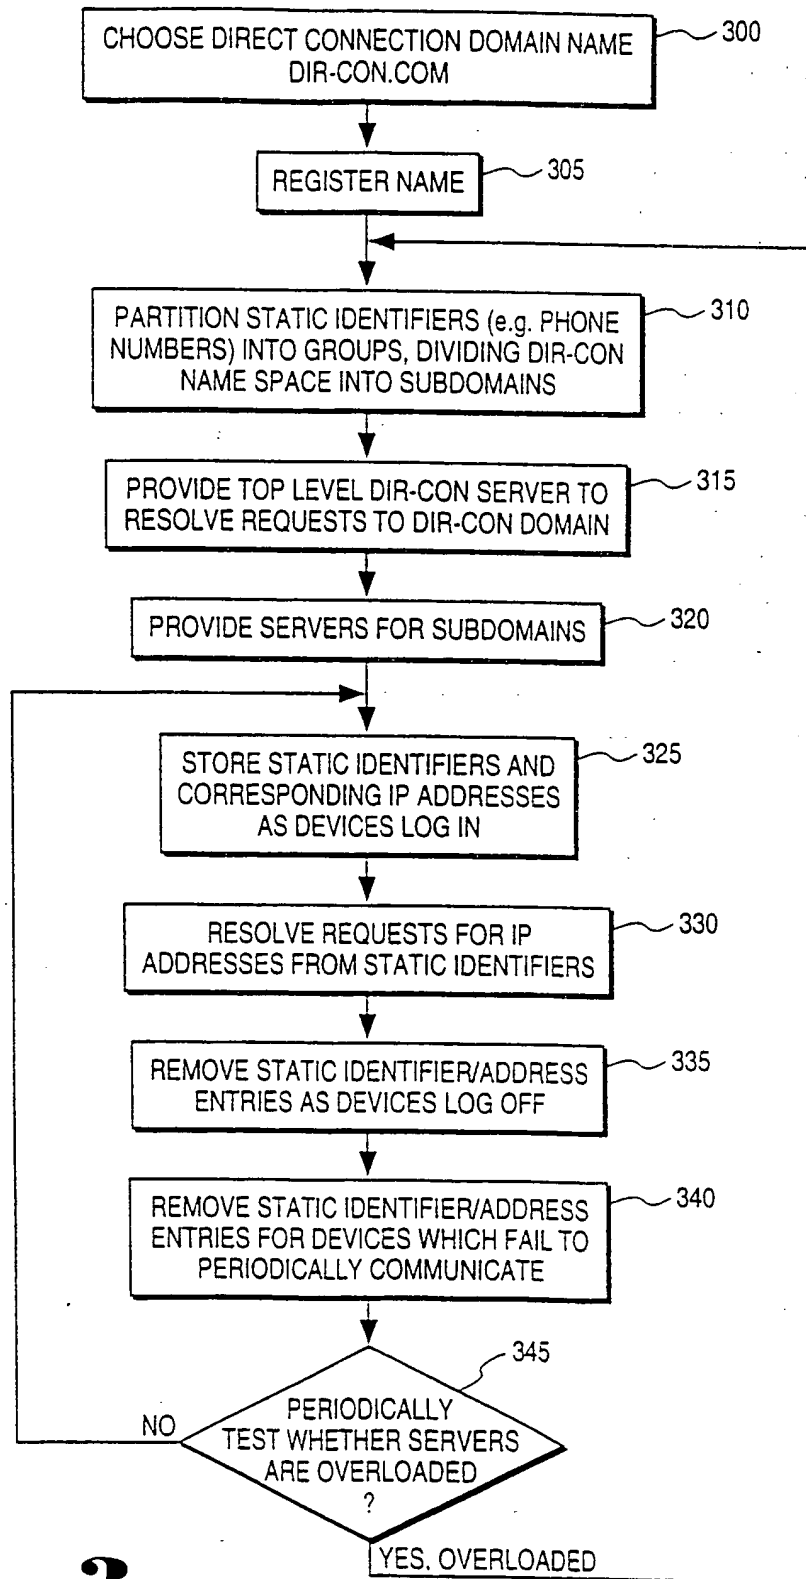 CHOOSE DIRECT CONNECTION DOMAIN NAME
DIR-CON.COM
300
REGISTER NAME
305
PARTITION STATIC IDENTIFIERS (e.g. PHONE
NUMBERS) INTO GROUPS, DIVIDING DIR-CON
NAME SPACE INTO SUBDOMAINS
310
PROVIDE TOP LEVEL DIR-CON SERVER TO
RESOLVE REQUESTS TO DIR-CON DOMAIN
315
PROVIDE SERVERS FOR SUBDOMAINS
320
STORE STATIC IDENTIFIERS AND
CORRESPONDING IP ADDRESSES
AS DEVICES LOG IN
325
RESOLVE REQUESTS FOR IP
ADDRESSES FROM STATIC IDENTIFIERS
330
REMOVE STATIC IDENTIFIER/ADDRESS
ENTRIES AS DEVICES LOG OFF
335
REMOVE STATIC IDENTIFIER/ADDRESS
ENTRIES FOR DEVICES WHICH FAIL TO
PERIODICALLY COMMUNICATE
340
345
NO
PERIODICALLY
TEST WHETHER SERVERS
ARE OVERLOADED
?
YES, OVERLOADED